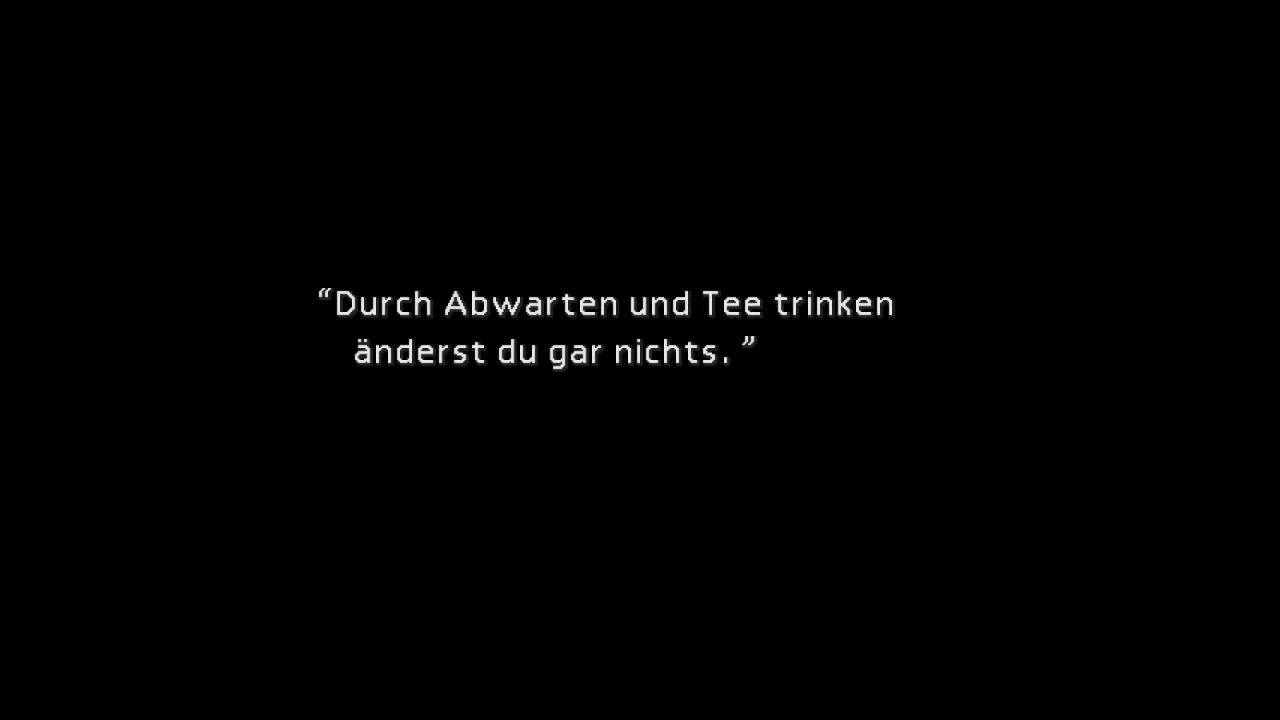 “Durch Abwarten und Tee trinken
änderst du gar nichts. ”